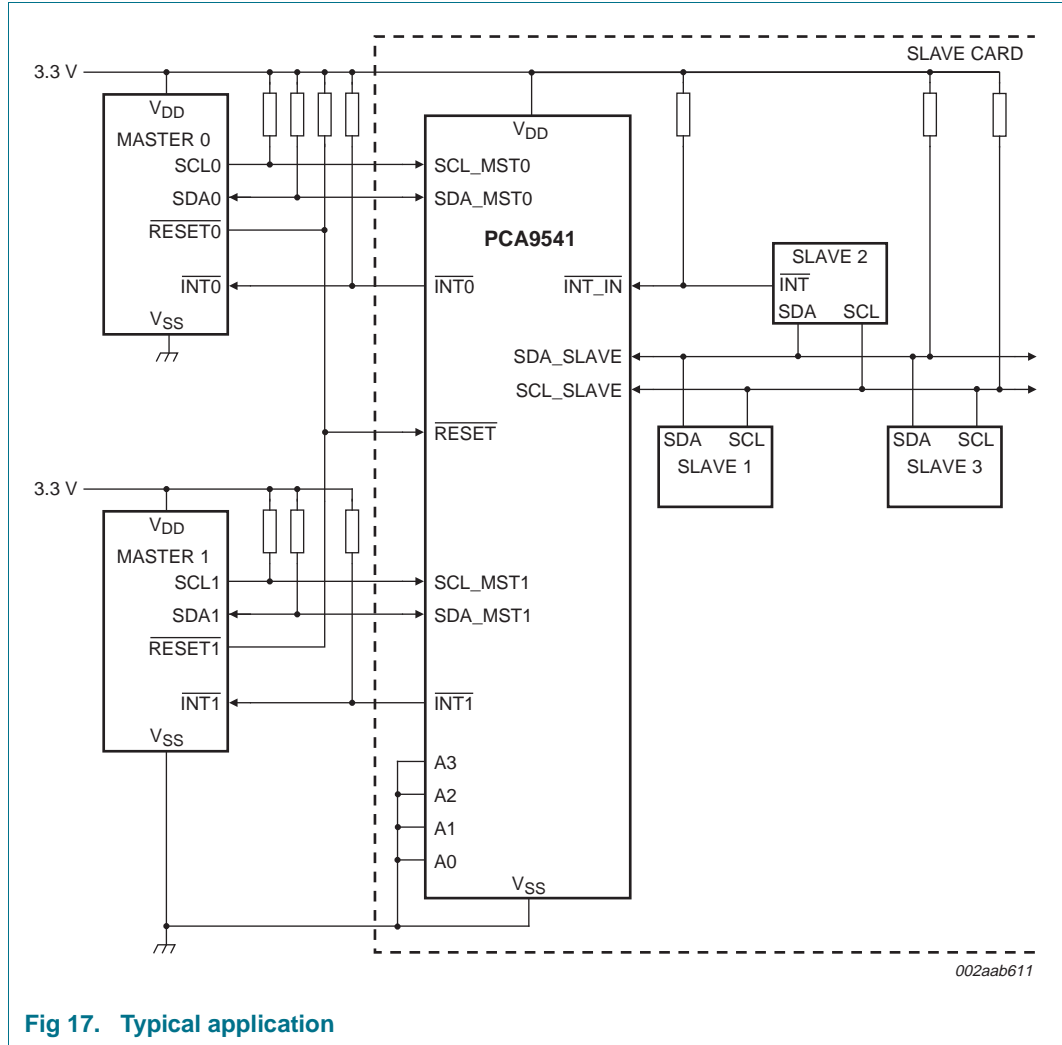 SLAVE CARD
3.3 V
VDD
MASTER 0
SCL0
SDA0
RESET0
INT0
VSS
VDD
SCL_MST0
SDA_MST0
PCA9541
INT0
INT_IN
SDA_SLAVE
SCL_SLAVE
RESET
SLAVE 2
INT
SDA SCL
SDA SCL
SLAVE 1
SDA SCL
SLAVE 3
3.3 V
VDD
MASTER 1
SCL1
SDA1
RESET1
INT1
VSS
SCL_MST1
SDA_MST1
INT1
A3
A2
A1
A0
VSS
002aab611
Fig 17. Typical application